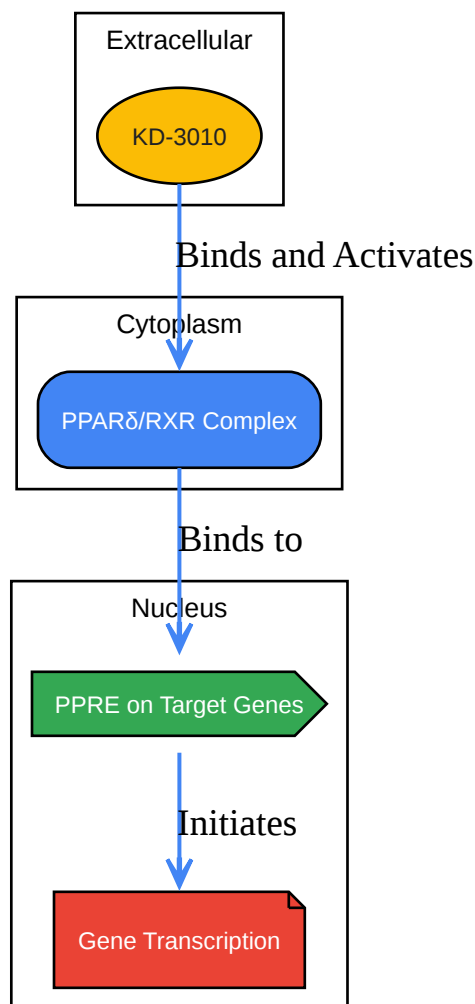 Extracellular
KD-3010
Binds and Activates
Cytoplasm
PPARδ/RXR Complex
Binds to
Nucleus
PPRE on Target Genes
Initiates
Gene Transcription